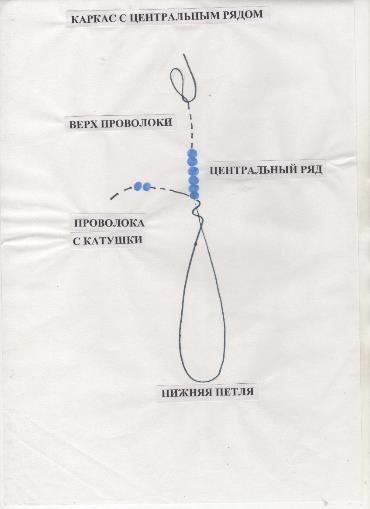 КАРКАС С ЦЕНТРАЛЬНЫМ РЯДОМ
ВЕРХ ПРОВОЛОКИ
ЦЕНТРАЛЬНЫЙ РЯД
ПРОВОЛОКА
С КАТУШКИ
НИЖНЯЯ ПЕТЛЯ